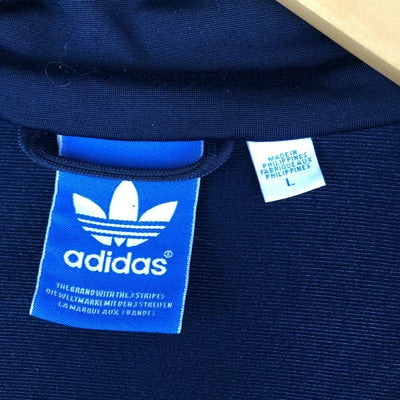 adidas
THE BRAND WITH THE 3 STRIPES
DIE WELTMARKE MIT DEN 3 STREIFEN
LA MARQUE AUX 3 BANDES
MADE IN
PHILIPPINES
FABRIQUE AUX
PHILIPPINES
L